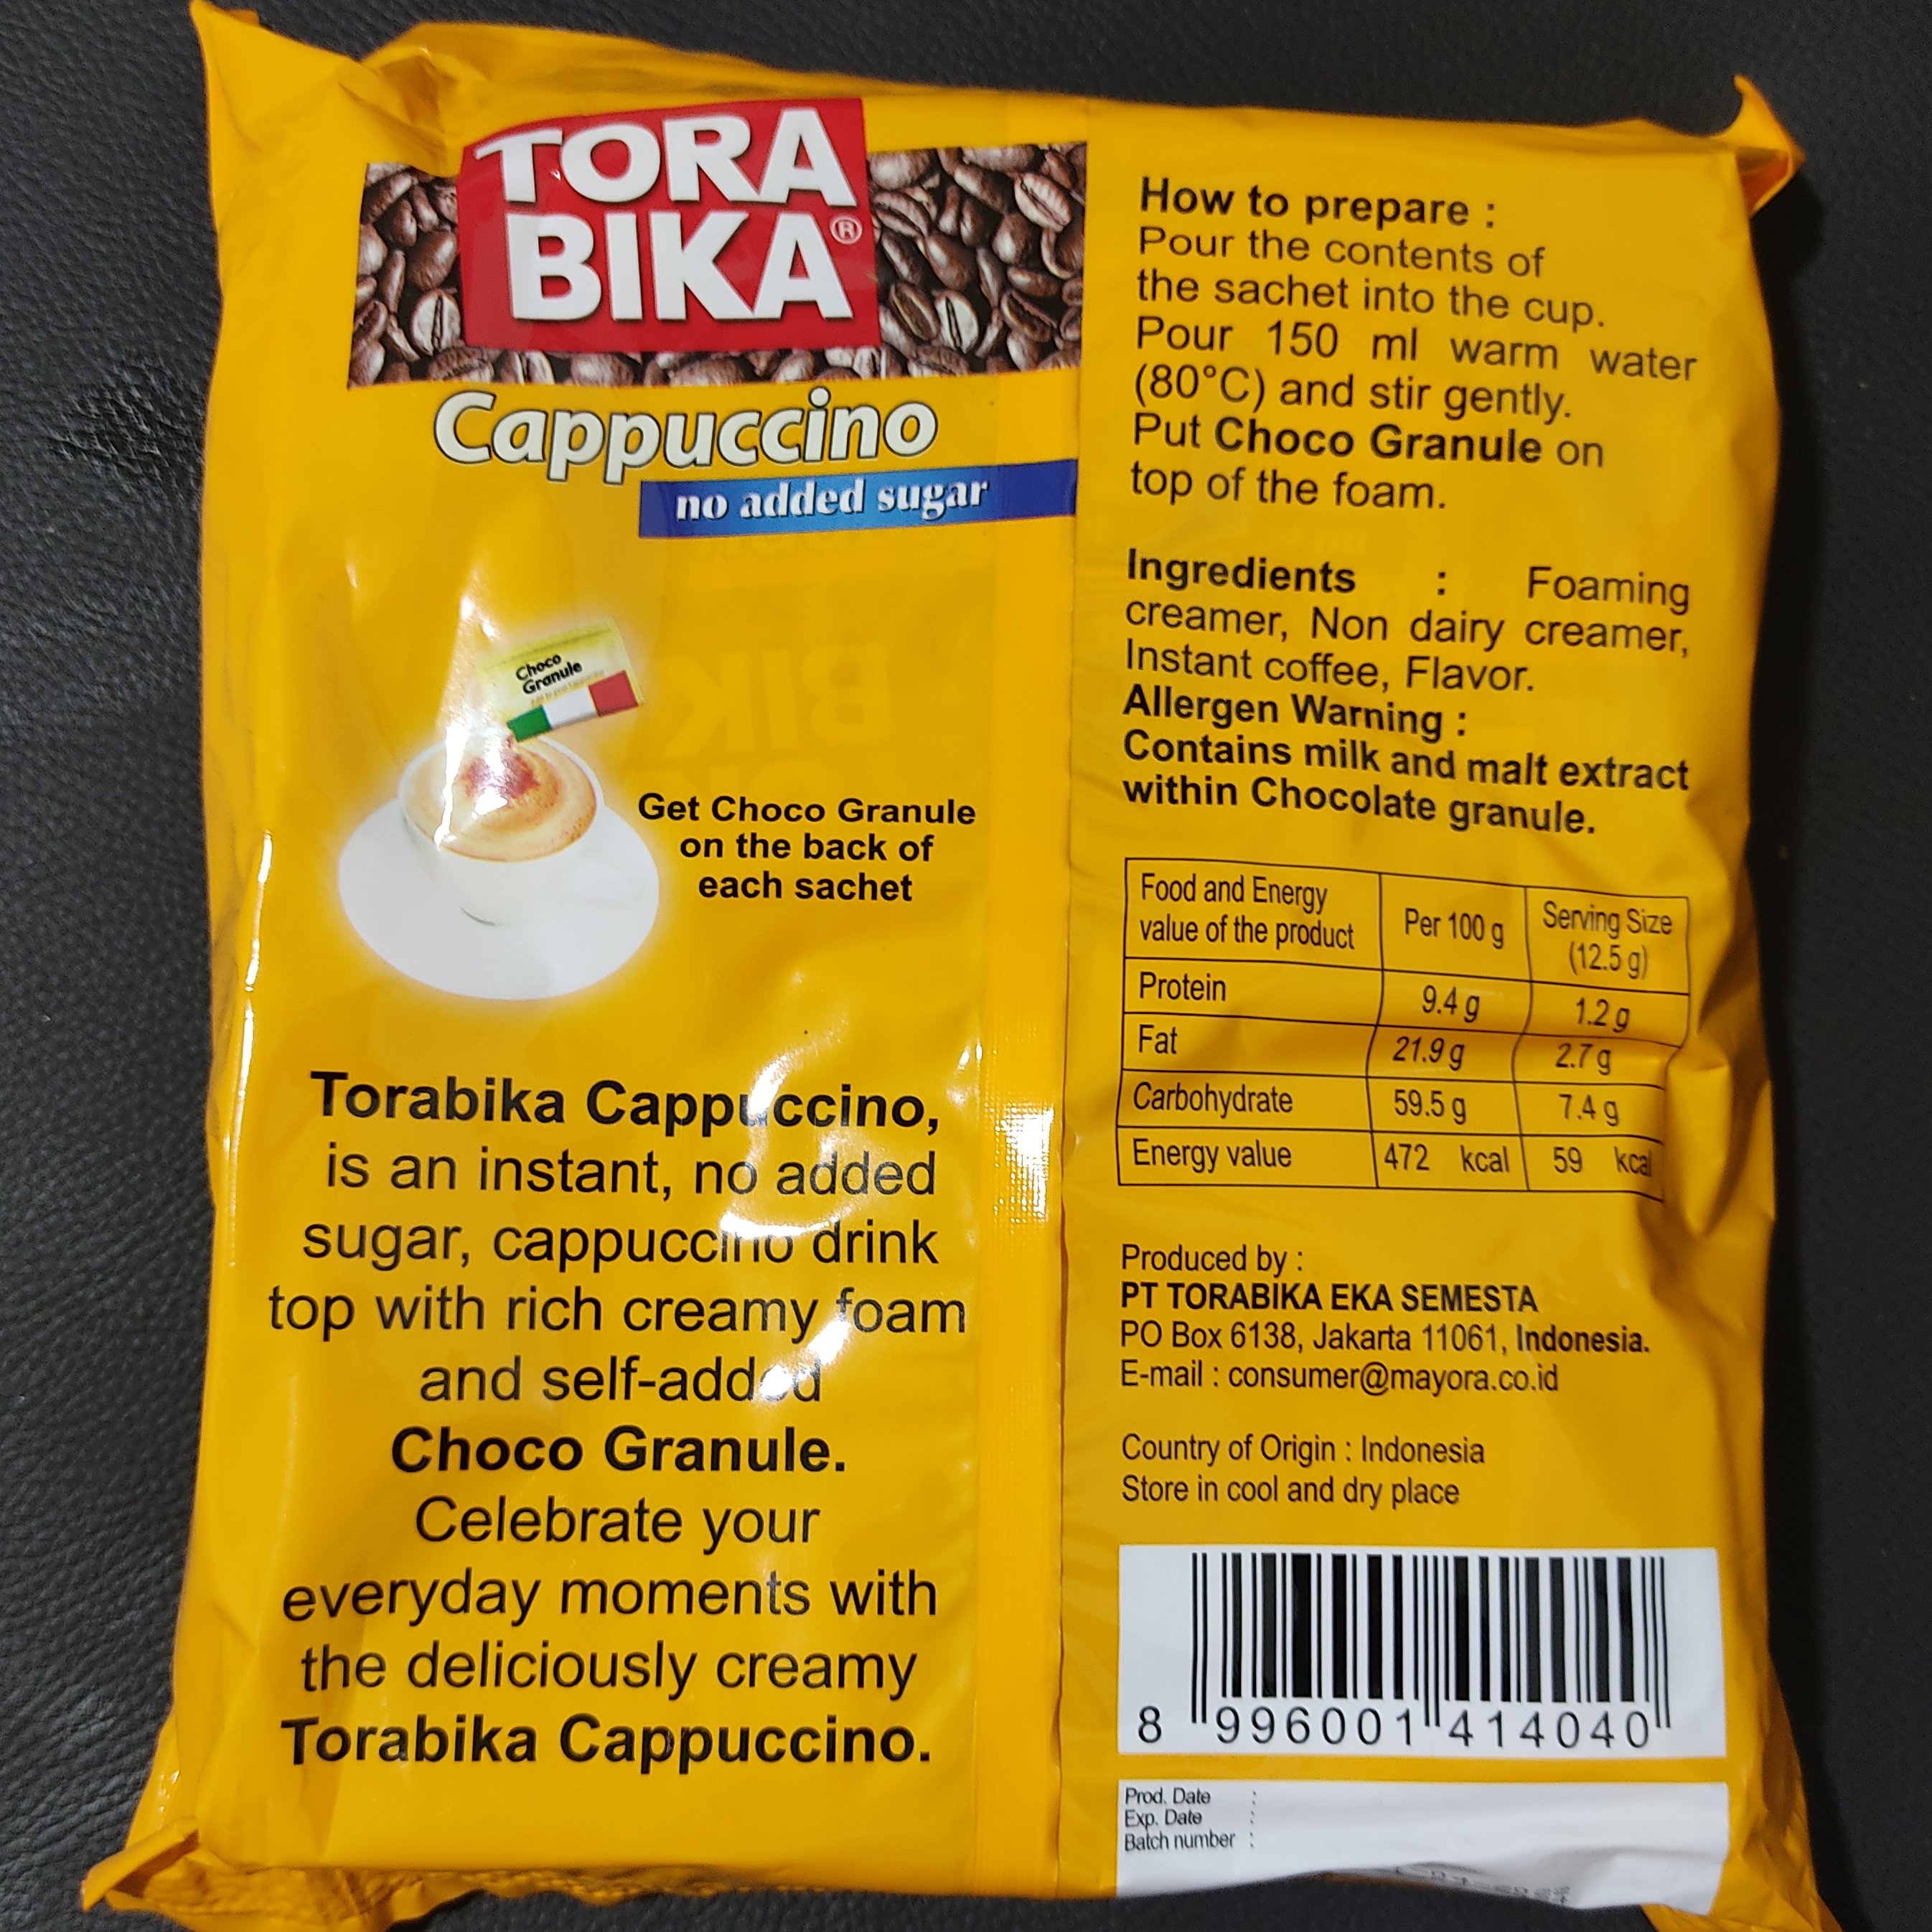 TORA
BIKA®
Cappuccino
no added sugar
Choco
Granule
Get Choco Granule
on the back of
each sachet
Torabika Cappuccino,
is an instant, no added
sugar, cappuccino drink
top with rich creamy foam
and self-added
Choco Granule.
Celebrate your
everyday moments with
the deliciously creamy
Torabika Cappuccino.
How to prepare :
Pour the contents of
the sachet into the cup.
Pour 150 ml warm water
(80°C) and stir gently.
Put Choco Granule on
top of the foam.
Ingredients : Foaming
creamer, Non dairy creamer,
Instant coffee, Flavor.
Allergen Warning :
Contains milk and malt extract
within Chocolate granule.
Food and Energy
value of the product
Per 100 g
Serving Size
(12.5 g)
Protein 9.4 g 1.2 g
Fat 21.9 g 2.7 g
Carbohydrate 59.5 g 7.4 g
Energy value 472 kcal 59 kcal
Produced by :
PT TORABIKA EKA SEMESTA
PO Box 6138, Jakarta 11061, Indonesia.
E-mail : consumer@mayora.co.id
Country of Origin : Indonesia
Store in cool and dry place
8 996001 414040
Prod. Date :
Exp. Date :
Batch number :